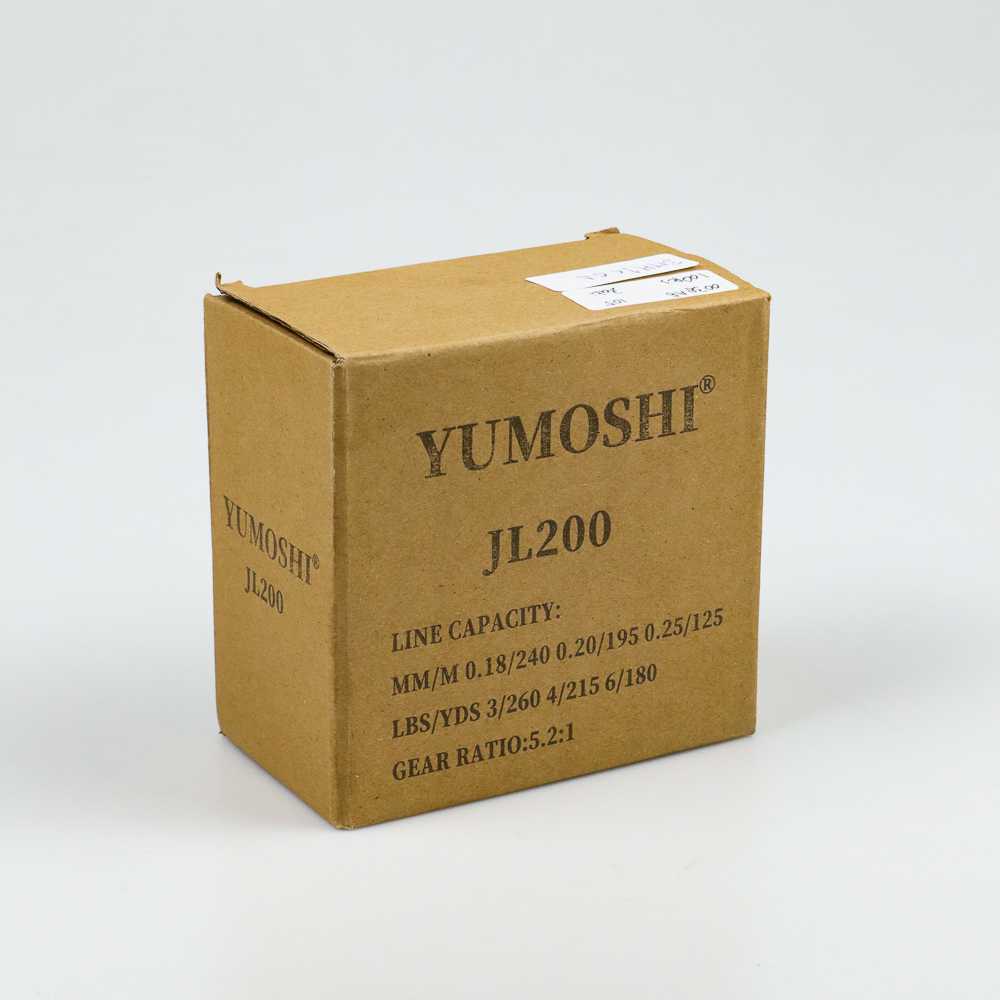 YUMOSHI®
JL200
LINE CAPACITY:
MM/M 0.18/240 0.20/195 0.25/125
LBS/YDS 3/260 4/215 6/180
GEAR RATIO:5.2:1
YUMOSHI®
JL200